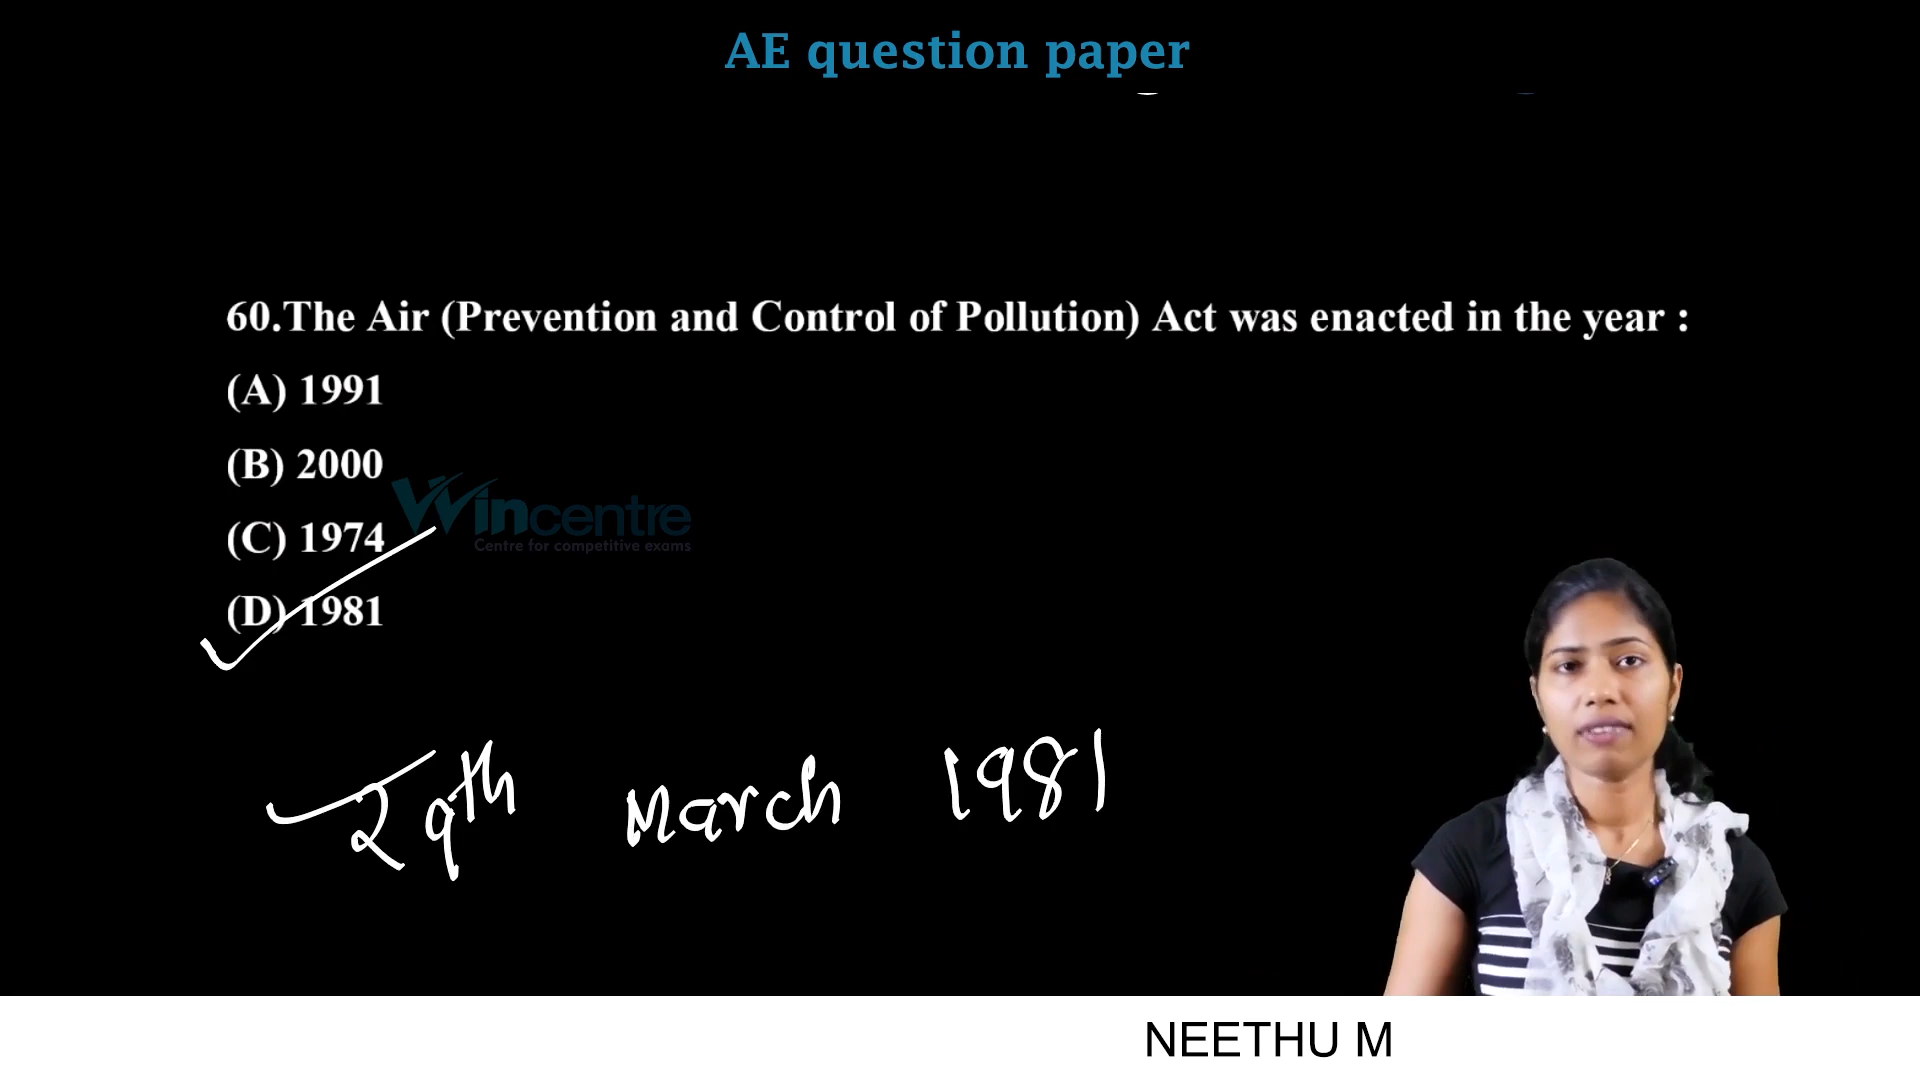 AE question paper
60.The Air (Prevention and Control of Pollution) Act was enacted in the year :
(A) 1991
(B) 2000
(C) 1974
(D) 1981
Wincentre
Centre for competitive exams
29th March 1981
NEETHU M